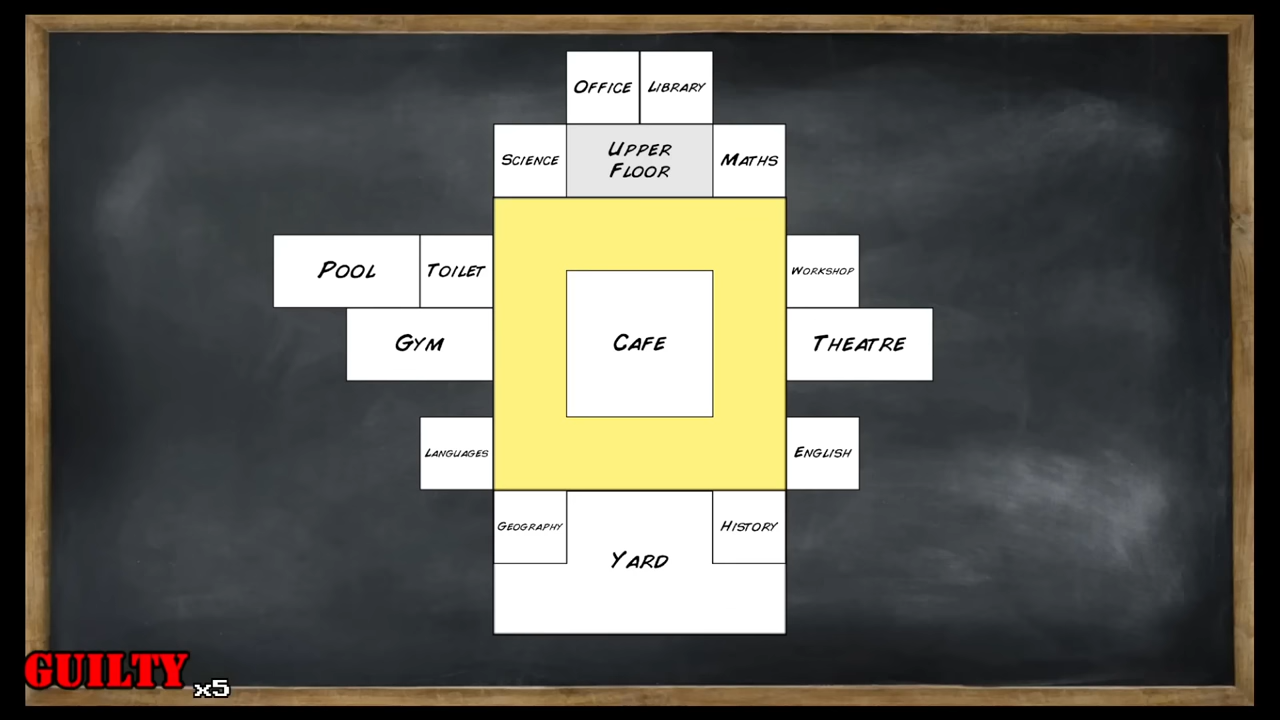 OFFICE
LIBRARY
SCIENCE
UPPER
FLOOR
MATHS
POOL
TOILET
WORKSHOP
GYM
CAFE
THEATRE
LANGUAGES
ENGLISH
GEOGRAPHY
HISTORY
YARD
GUILTY
x5